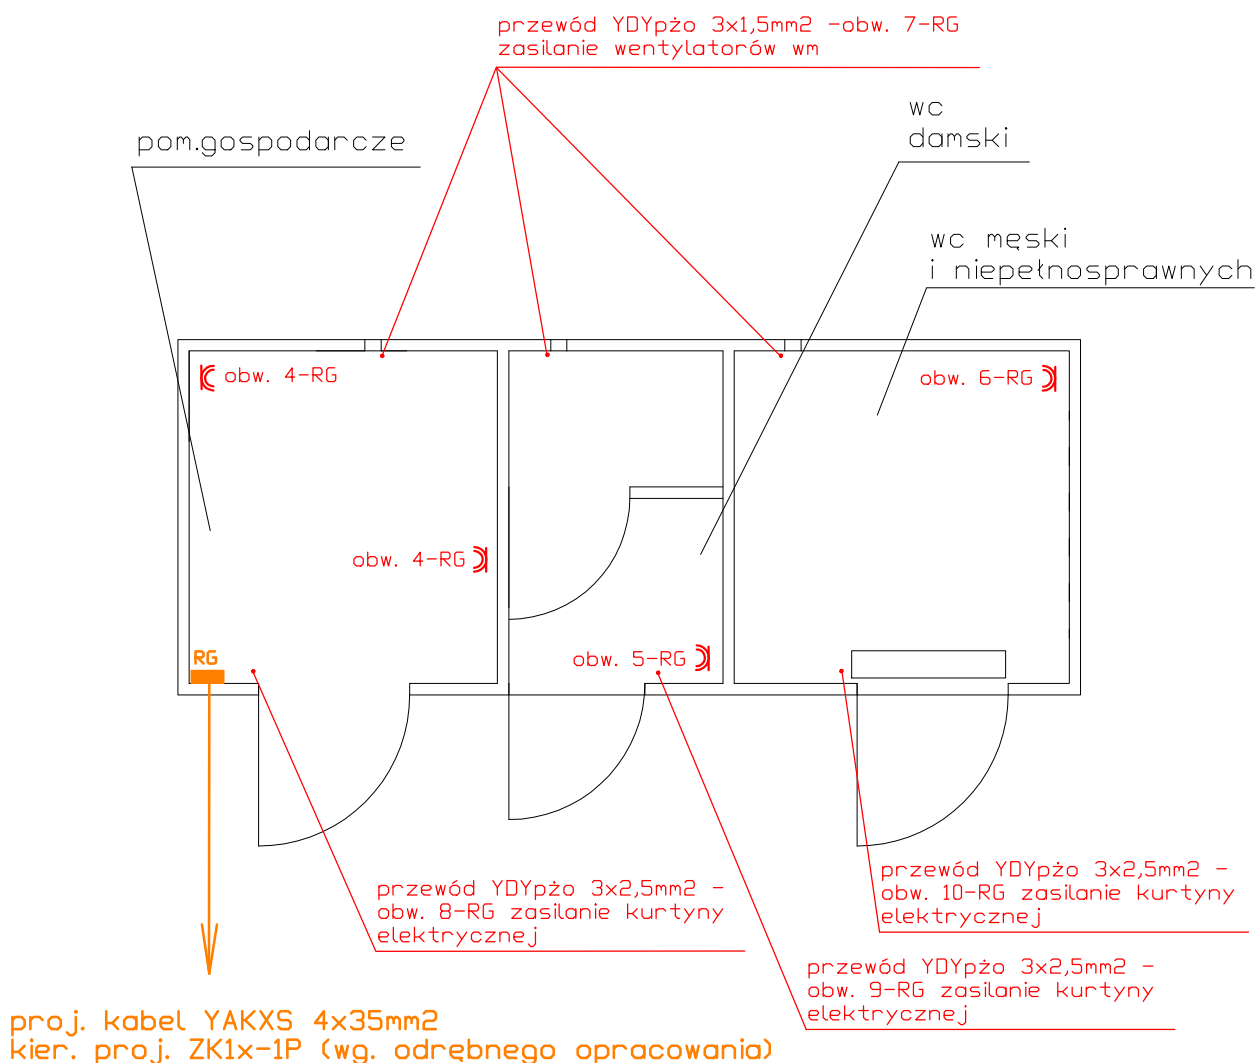 przewód YDYpżo 3x1,5mm2 -obw. 7-RG
zasilanie wentylatorów wm
wc
damski
pom.gospodarcze
wc męski
i niepełnosprawnych
obw. 4-RG
obw. 6-RG
obw. 4-RG
obw. 5-RG
RG
przewód YDYpżo 3x2,5mm2 -
obw. 10-RG zasilanie kurtyny
elektrycznej
przewód YDYpżo 3x2,5mm2 -
obw. 8-RG zasilanie kurtyny
elektrycznej
przewód YDYpżo 3x2,5mm2 -
obw. 9-RG zasilanie kurtyny
elektrycznej
proj. kabel YAKXS 4x35mm2
kier. proj. ZK1x-1P (wg. odrębnego opracowania)